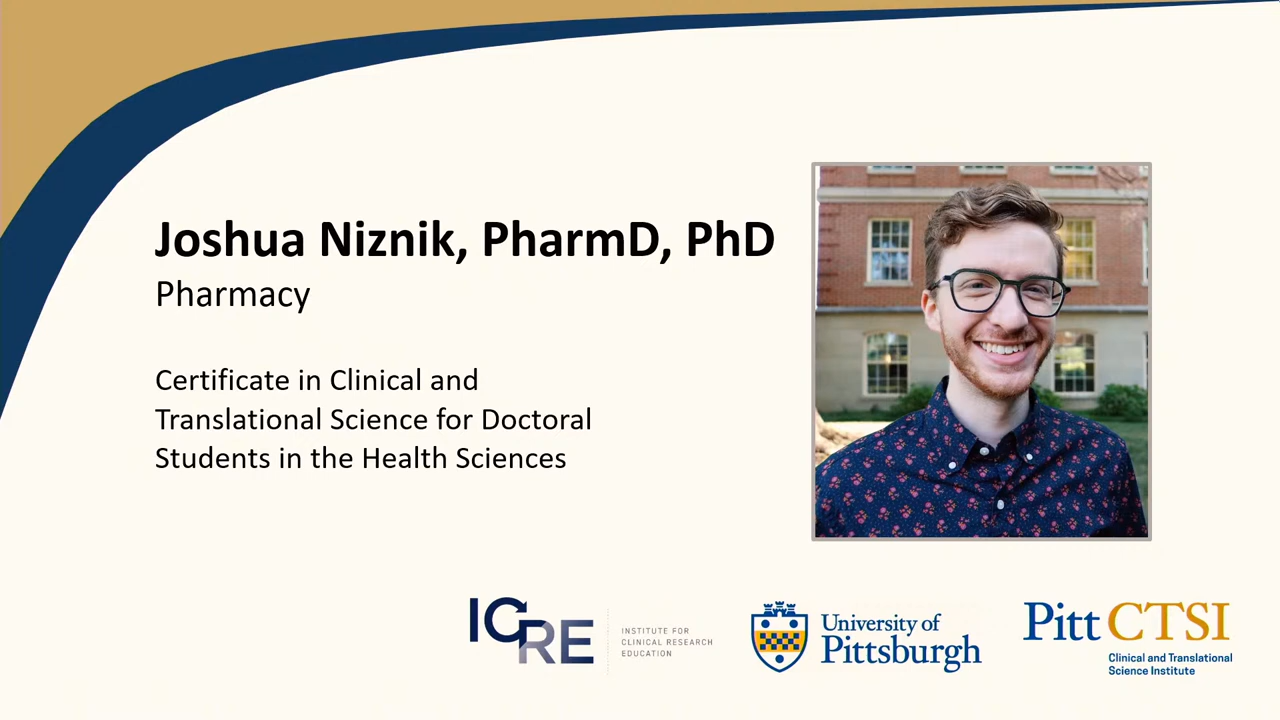 Joshua Niznik, PharmD, PhD
Pharmacy
Certificate in Clinical and
Translational Science for Doctoral
Students in the Health Sciences
ICRE
INSTITUTE FOR
CLINICAL RESEARCH
EDUCATION
University of
Pittsburgh
Pitt CTSI
Clinical and Translational
Science Institute